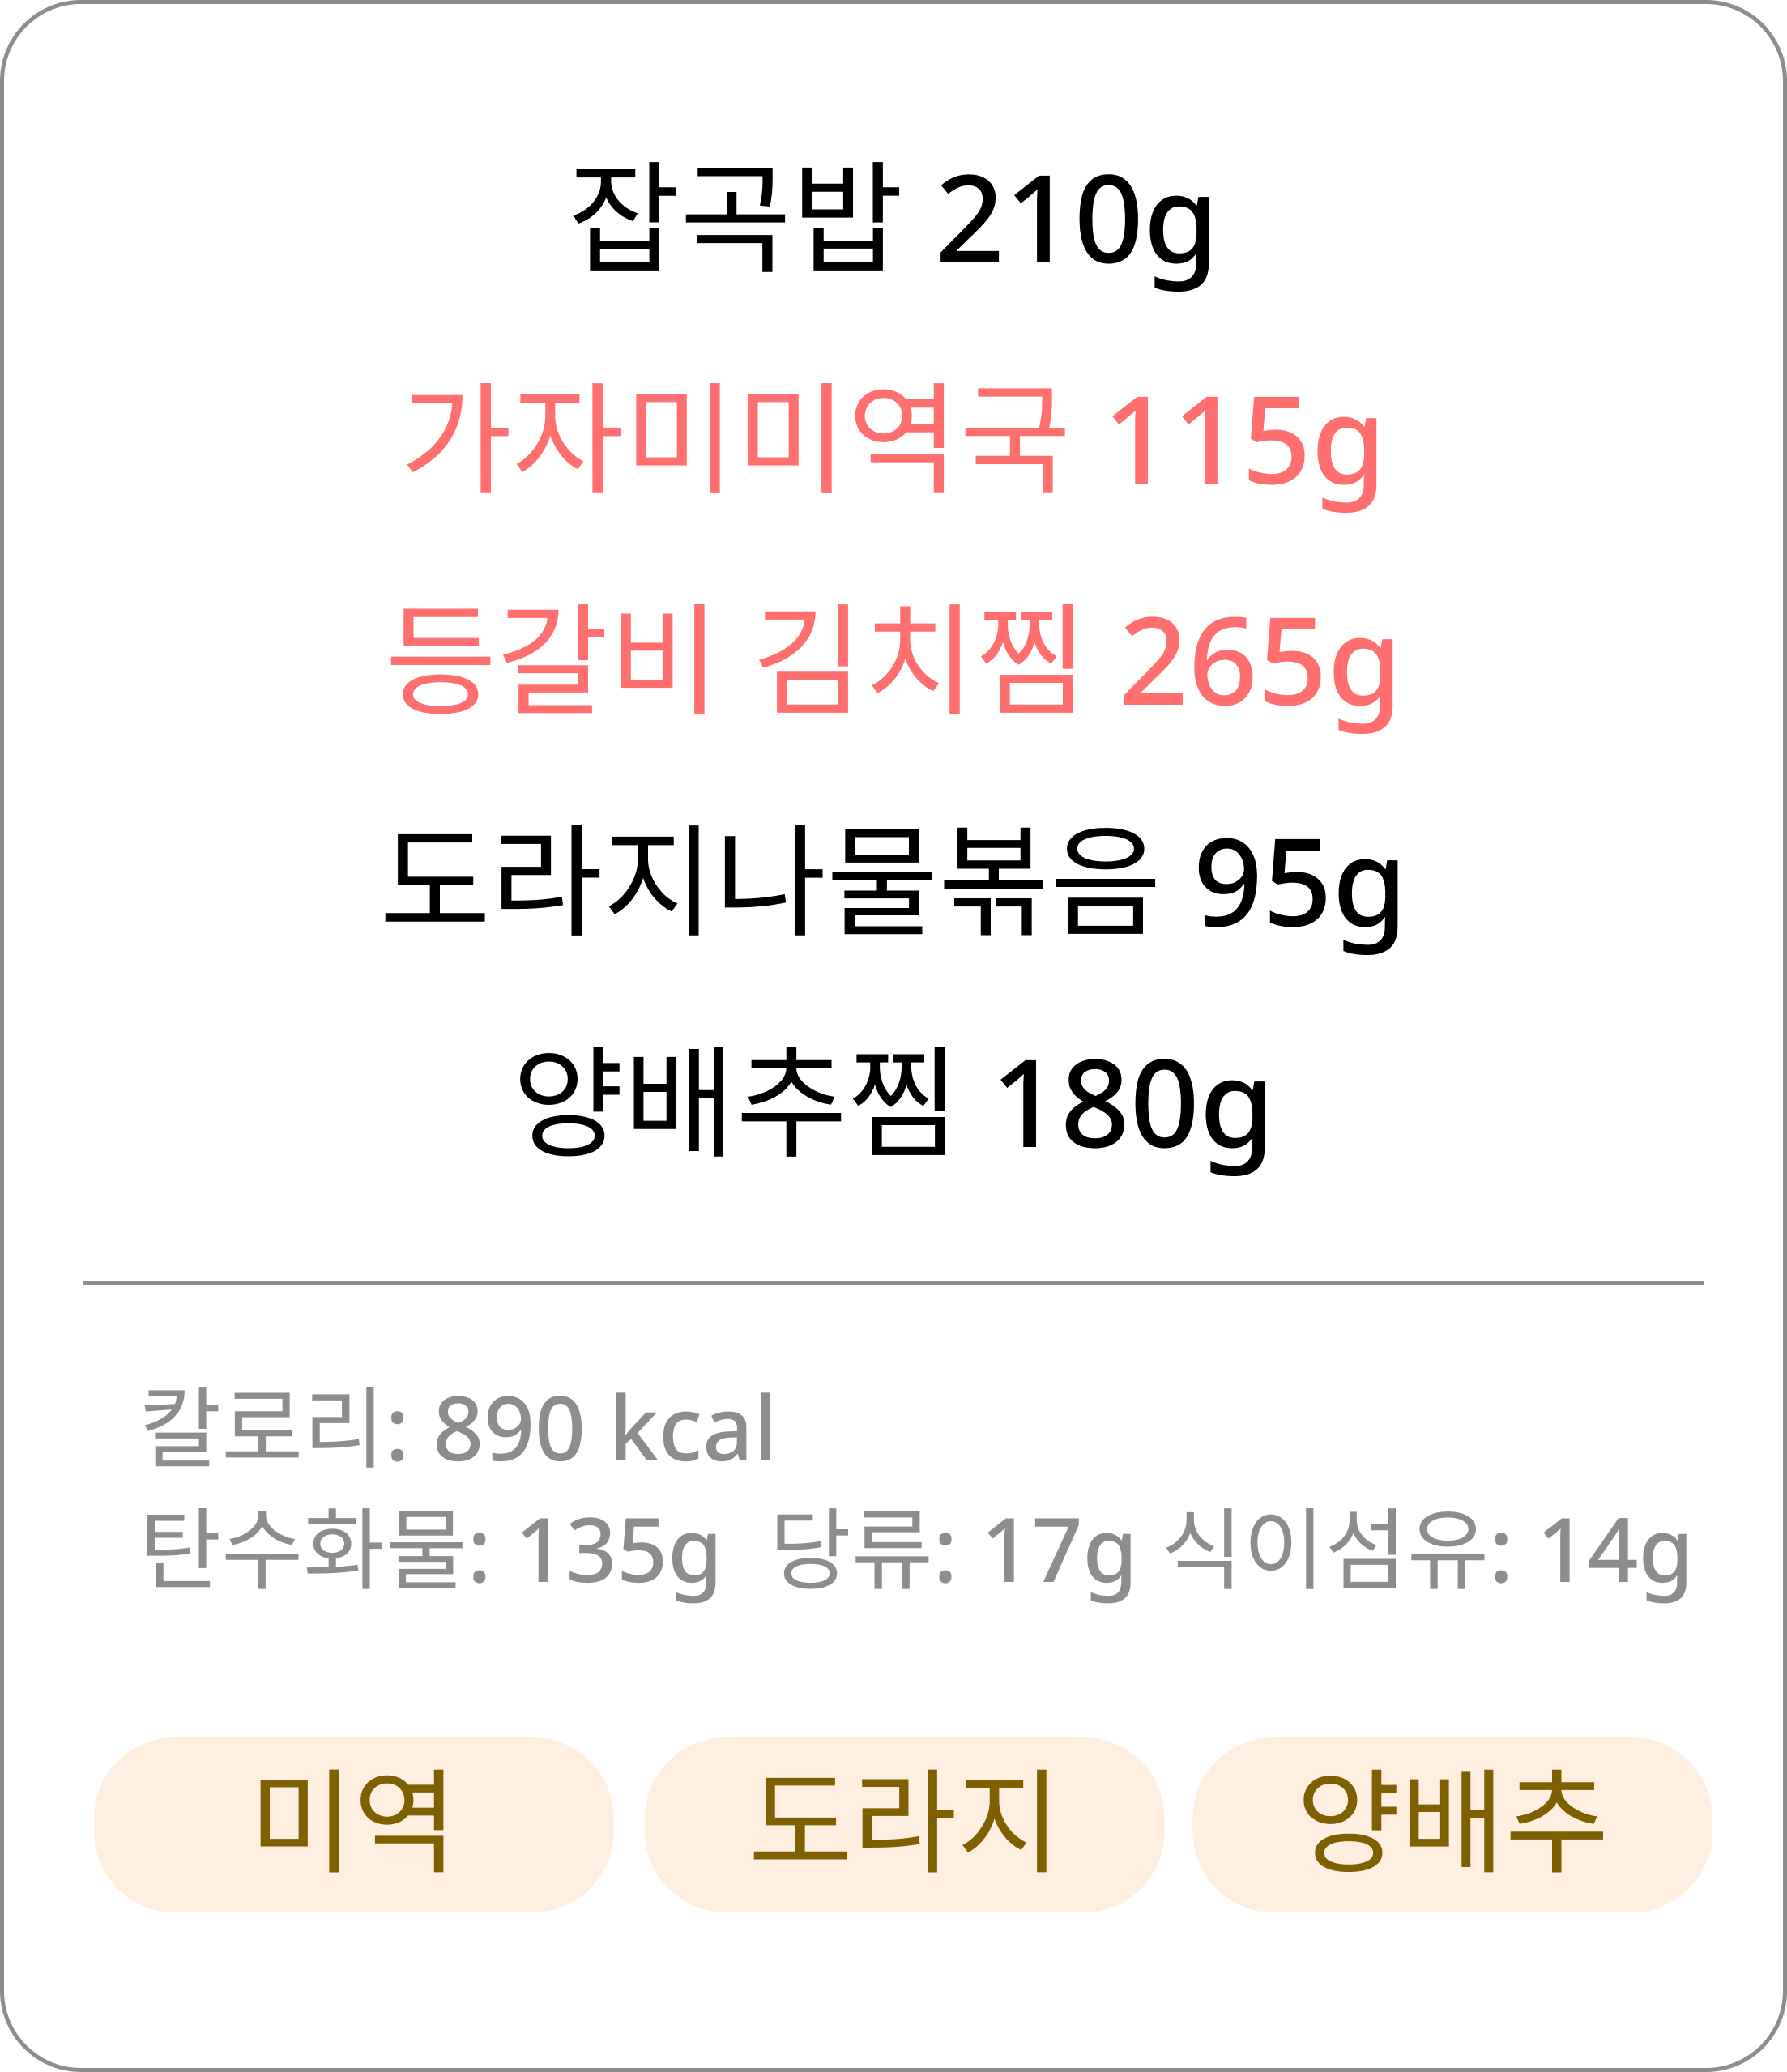 잡곡밥 210g
가자미미역국 115g
등갈비 김치찜 265g
도라지나물볶음 95g
양배추찜 180g
칼로리: 890 kcal
탄수화물: 135g 당류: 17g 식이섬유: 14g
미역 도라지 양배추